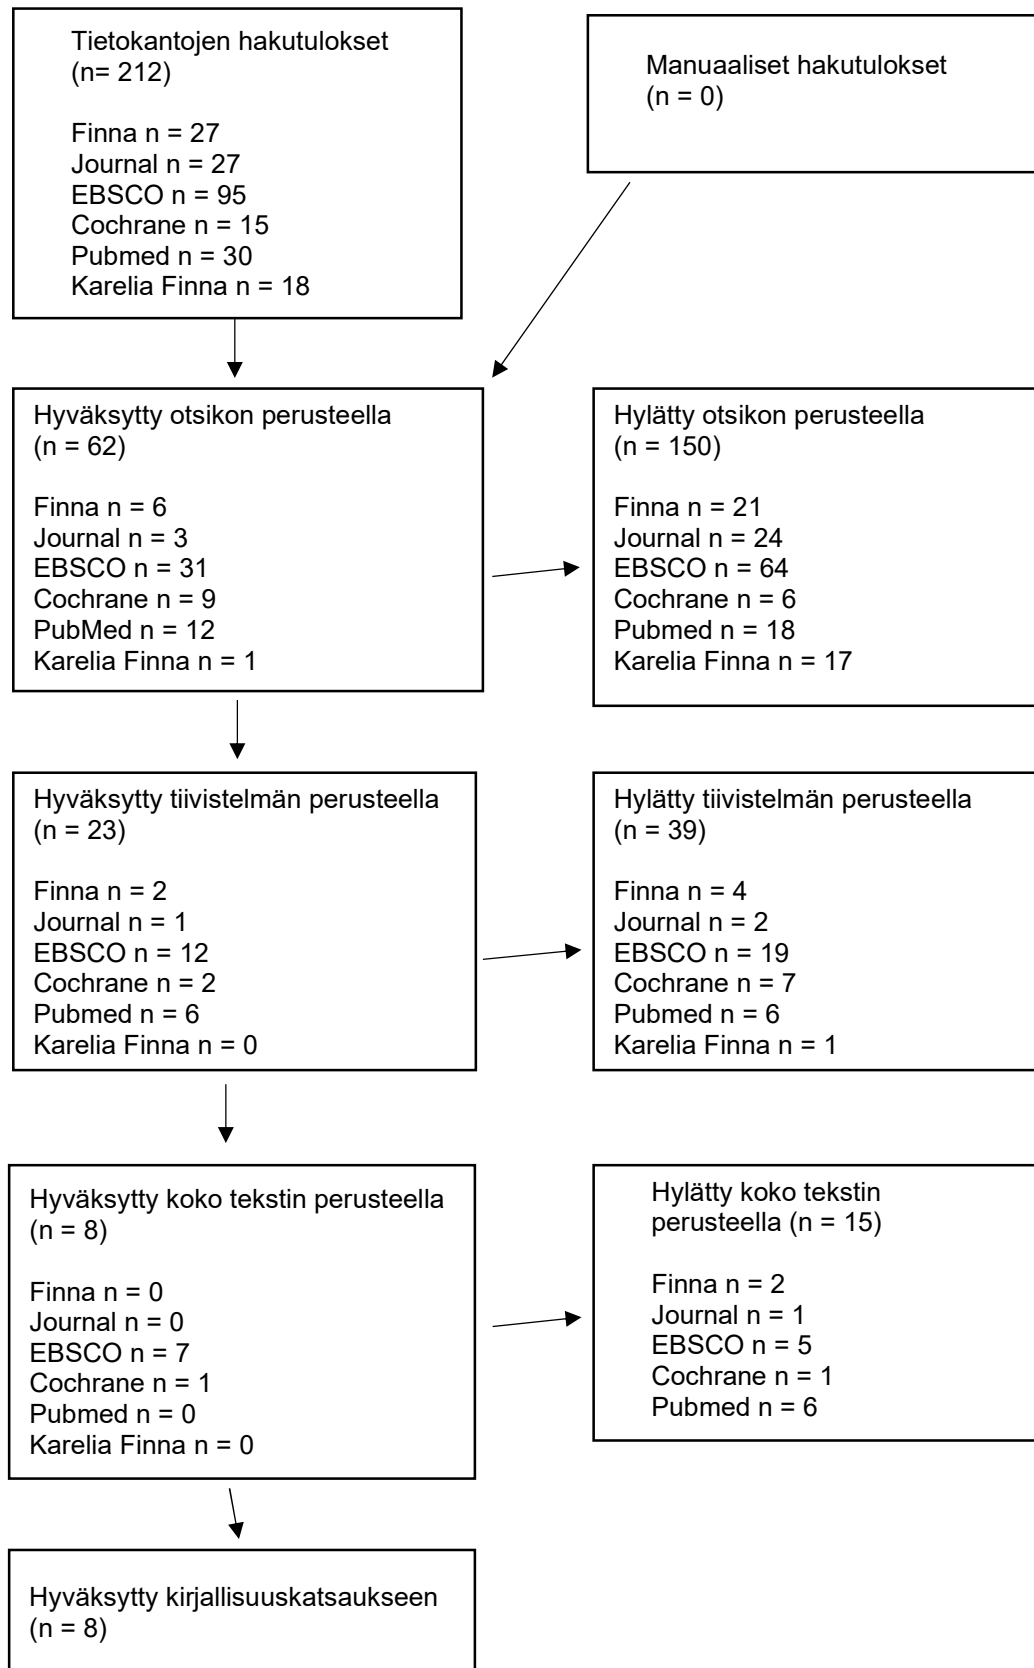 Tietokantojen hakutulokset
(n= 212)
Finna n = 27
Journal n = 27
EBSCO n = 95
Cochrane n = 15
Pubmed n = 30
Karelia Finna n = 18
Manuaaliset hakutulokset
(n = 0)
Hyväksytty otsikon perusteella
(n = 62)
Finna n = 6
Journal n = 3
EBSCO n = 31
Cochrane n = 9
PubMed n = 12
Karelia Finna n = 1
Hylätty otsikon perusteella
(n = 150)
Finna n = 21
Journal n = 24
EBSCO n = 64
Cochrane n = 6
Pubmed n = 18
Karelia Finna n = 17
Hyväksytty tiivistelmän perusteella
(n = 23)
Finna n = 2
Journal n = 1
EBSCO n = 12
Cochrane n = 2
Pubmed n = 6
Karelia Finna n = 0
Hylätty tiivistelmän perusteella
(n = 39)
Finna n = 4
Journal n = 2
EBSCO n = 19
Cochrane n = 7
Pubmed n = 6
Karelia Finna n = 1
Hyväksytty koko tekstin perusteella
(n = 8)
Finna n = 0
Journal n = 0
EBSCO n = 7
Cochrane n = 1
Pubmed n = 0
Karelia Finna n = 0
Hylätty koko tekstin
perusteella (n = 15)
Finna n = 2
Journal n = 1
EBSCO n = 5
Cochrane n = 1
Pubmed n = 6
Hyväksytty kirjallisuuskatsaukseen
(n = 8)